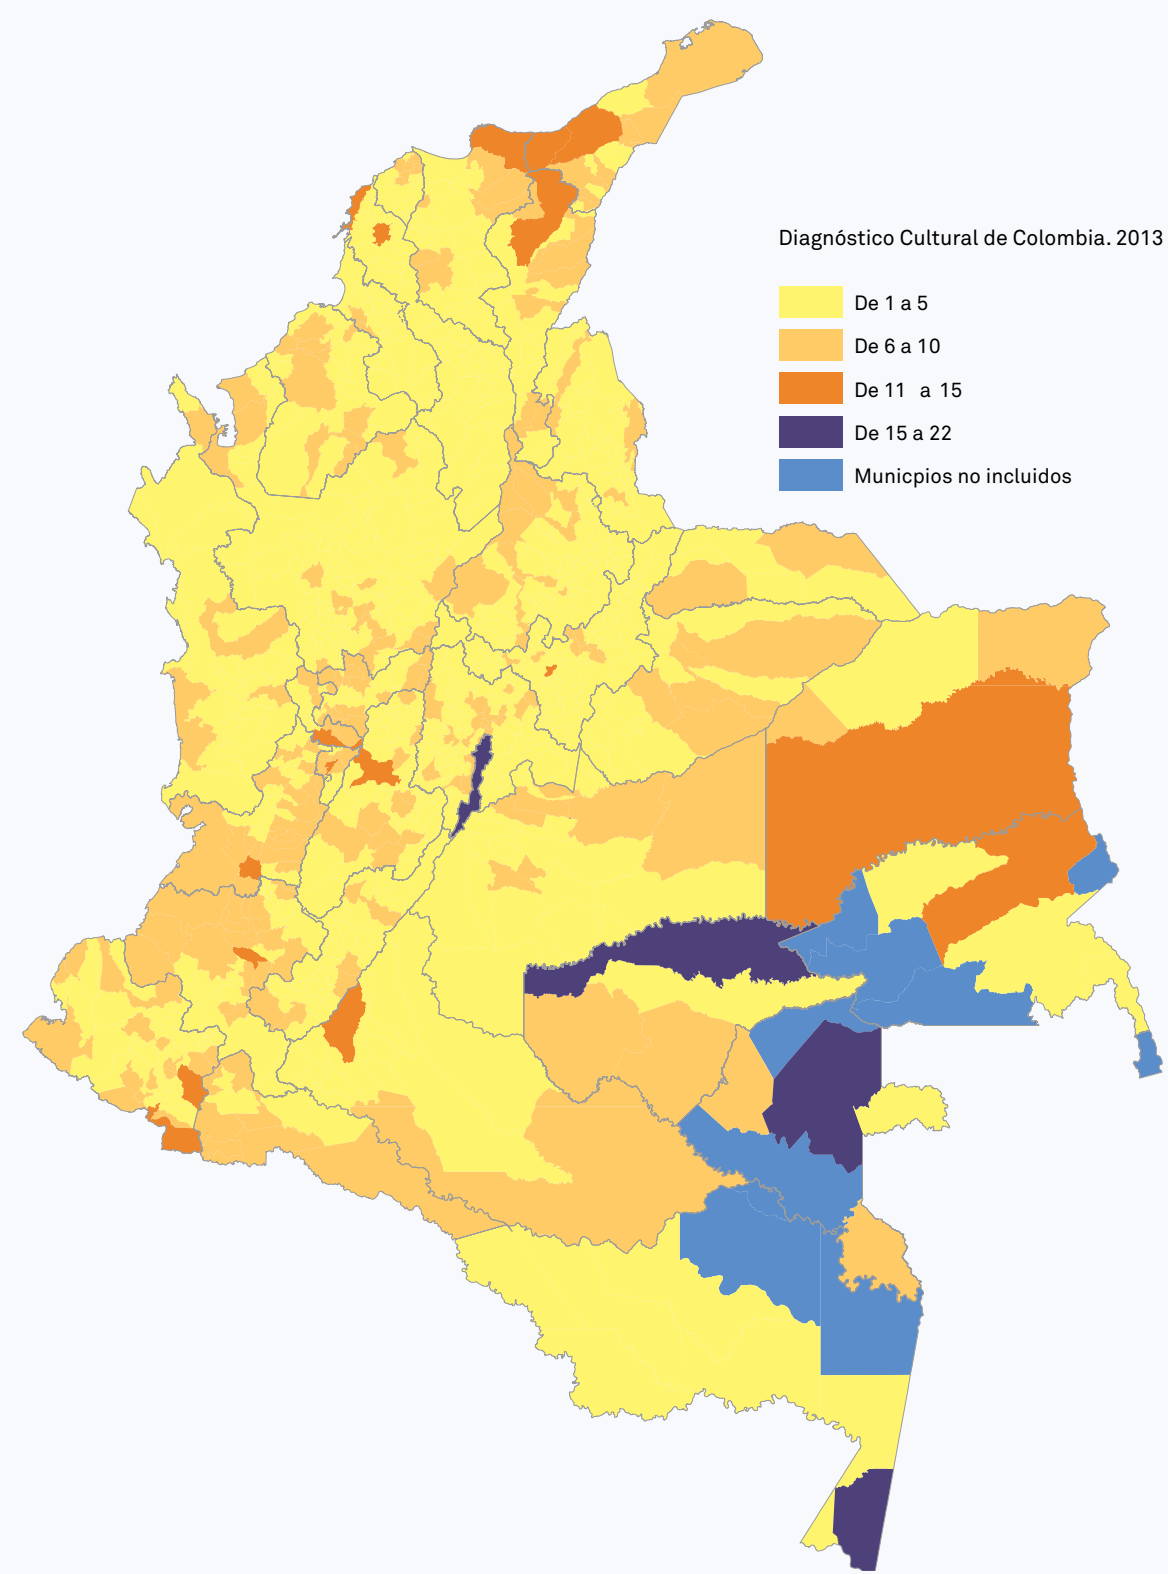 Diagnóstico Cultural de Colombia. 2013
De 1 a 5
De 6 a 10
De 11 a 15
De 15 a 22
Municpios no incluidos